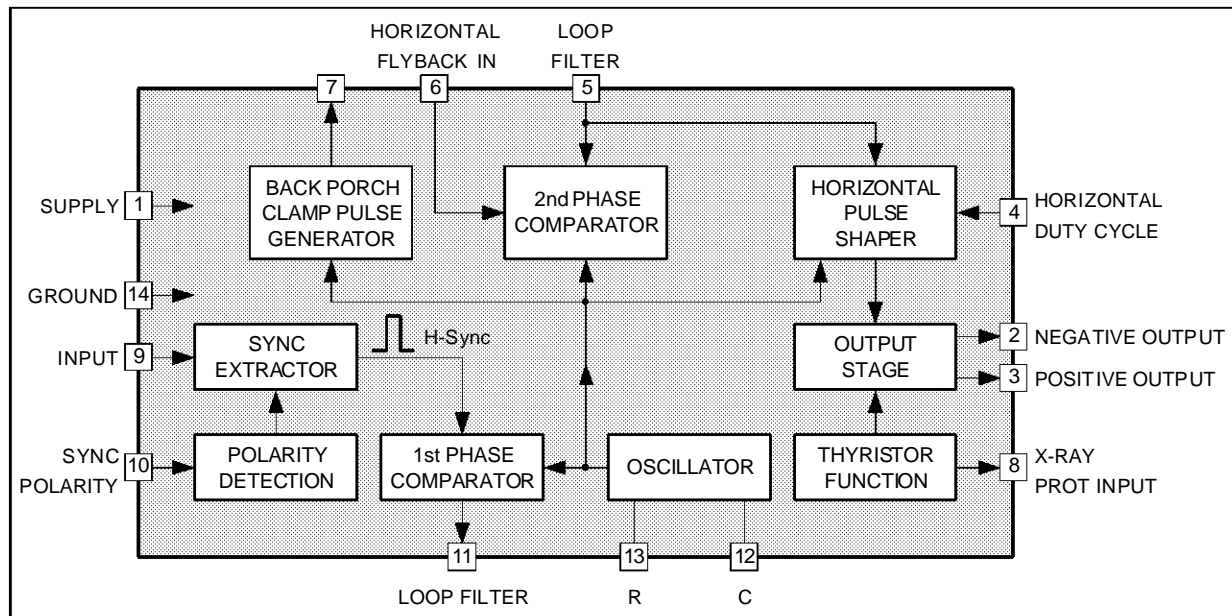 HORIZONTAL
FLYBACK IN
LOOP
FILTER
7
6
5
SUPPLY
1
BACK PORCH
CLAMP PULSE
GENERATOR
2nd PHASE
COMPARATOR
HORIZONTAL
PULSE
SHAPER
4
HORIZONTAL
DUTY CYCLE
GROUND
14
INPUT
9
SYNC
EXTRACTOR
H-Sync
OUTPUT
STAGE
2
NEGATIVE OUTPUT
3
POSITIVE OUTPUT
SYNC
POLARITY
10
POLARITY
DETECTION
1st PHASE
COMPARATOR
OSCILLATOR
THYRISTOR
FUNCTION
8
X-RAY
PROT INPUT
11
13
12
LOOP FILTER
R
C